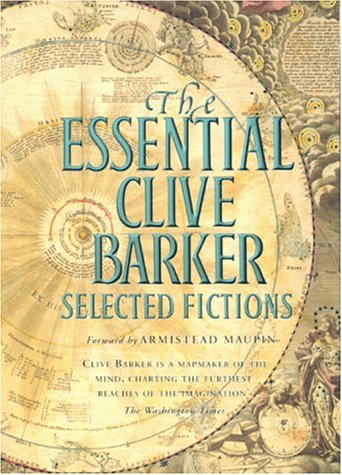 The
ESSENTIAL
CLIVE
BARKER
SELECTED FICTIONS
Forward by ARMISTEAD MAUPIN
CLIVE BARKER IS A MAPMAKER OF THE
MIND, CHARTING THE FURTHEST
REACHES OF THE IMAGINATION
The Washington Times